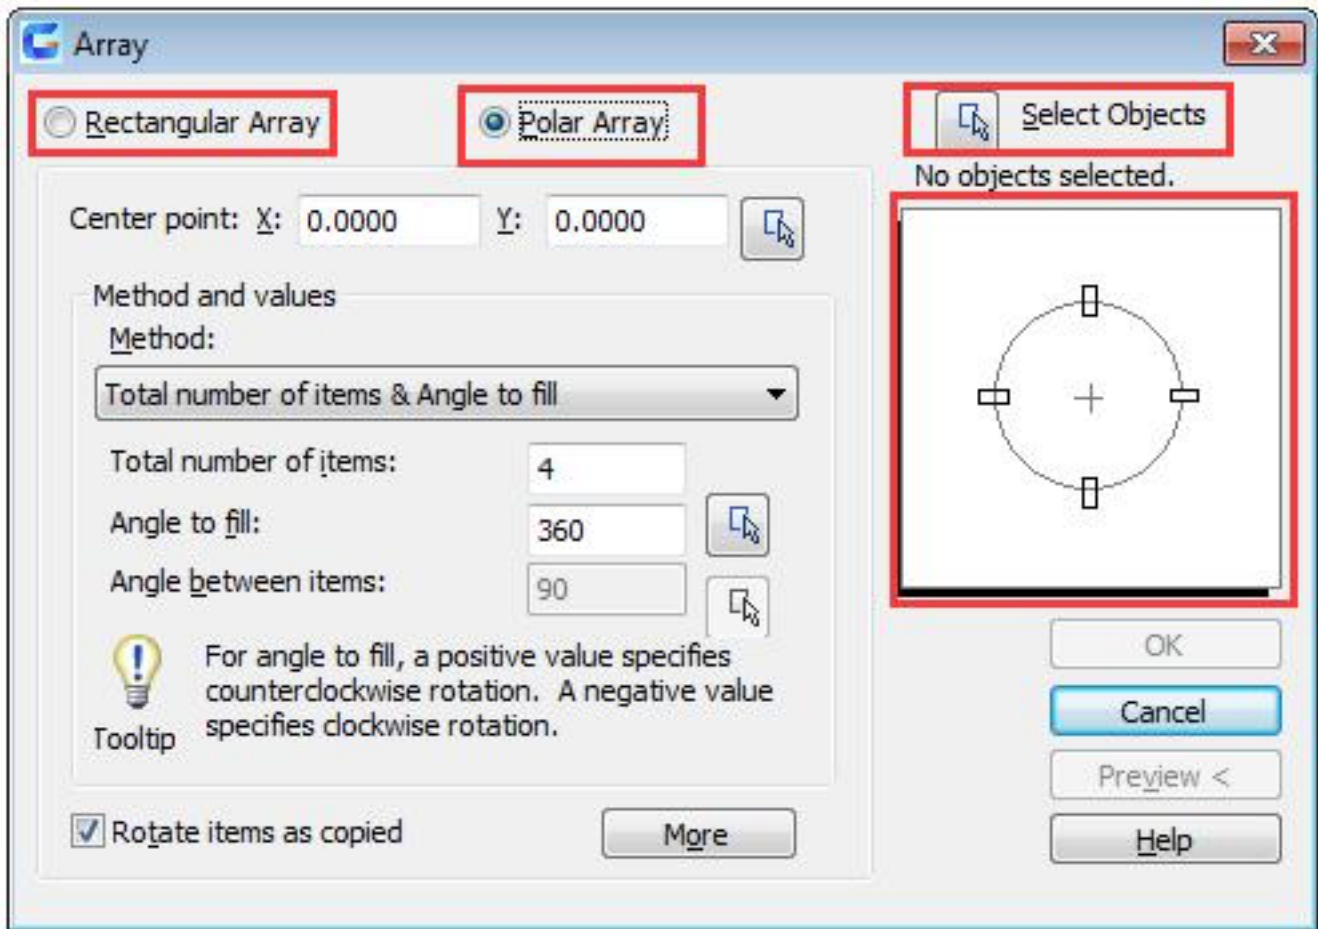 Array
Rectangular Array
Polar Array
Select Objects
No objects selected.
Center point: X: 0.0000 Y: 0.0000
Method and values
Method:
Total number of items & Angle to fill
Total number of items: 4
Angle to fill: 360
Angle between items: 90
For angle to fill, a positive value specifies
counterclockwise rotation. A negative value
specifies clockwise rotation.
Tooltip
Rotate items as copied
More
OK
Cancel
Preview <
Help